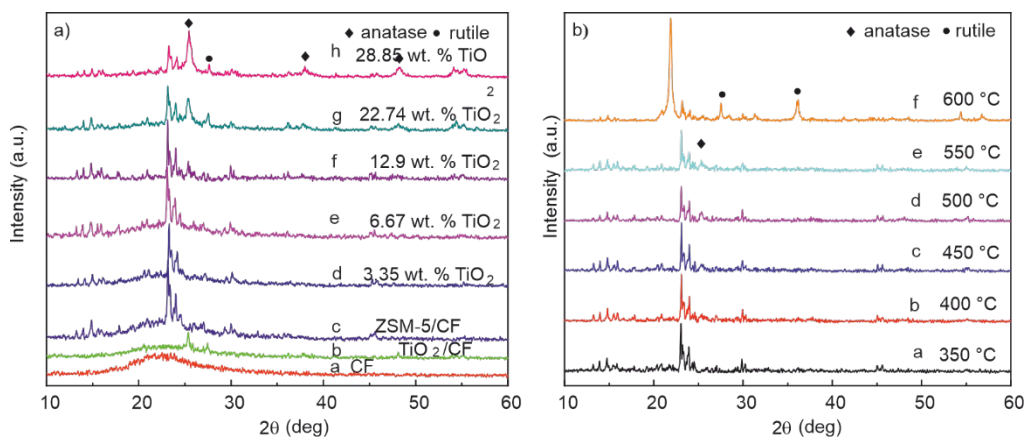 a)
◆ anatase ● rutile
h 28.85 wt. % TiO
2
g 22.74 wt. % TiO2
f 12.9 wt. % TiO2
e 6.67 wt. % TiO2
d 3.35 wt. % TiO2
c ZSM-5/CF
b TiO2/CF
a CF
Intensity (a.u.)
10 20 30 40 50 60
2θ (deg)
b)
◆ anatase ● rutile
f 600 °C
e 550 °C
d 500 °C
c 450 °C
b 400 °C
a 350 °C
Intensity (a.u.)
10 20 30 40 50 60
2θ (deg)